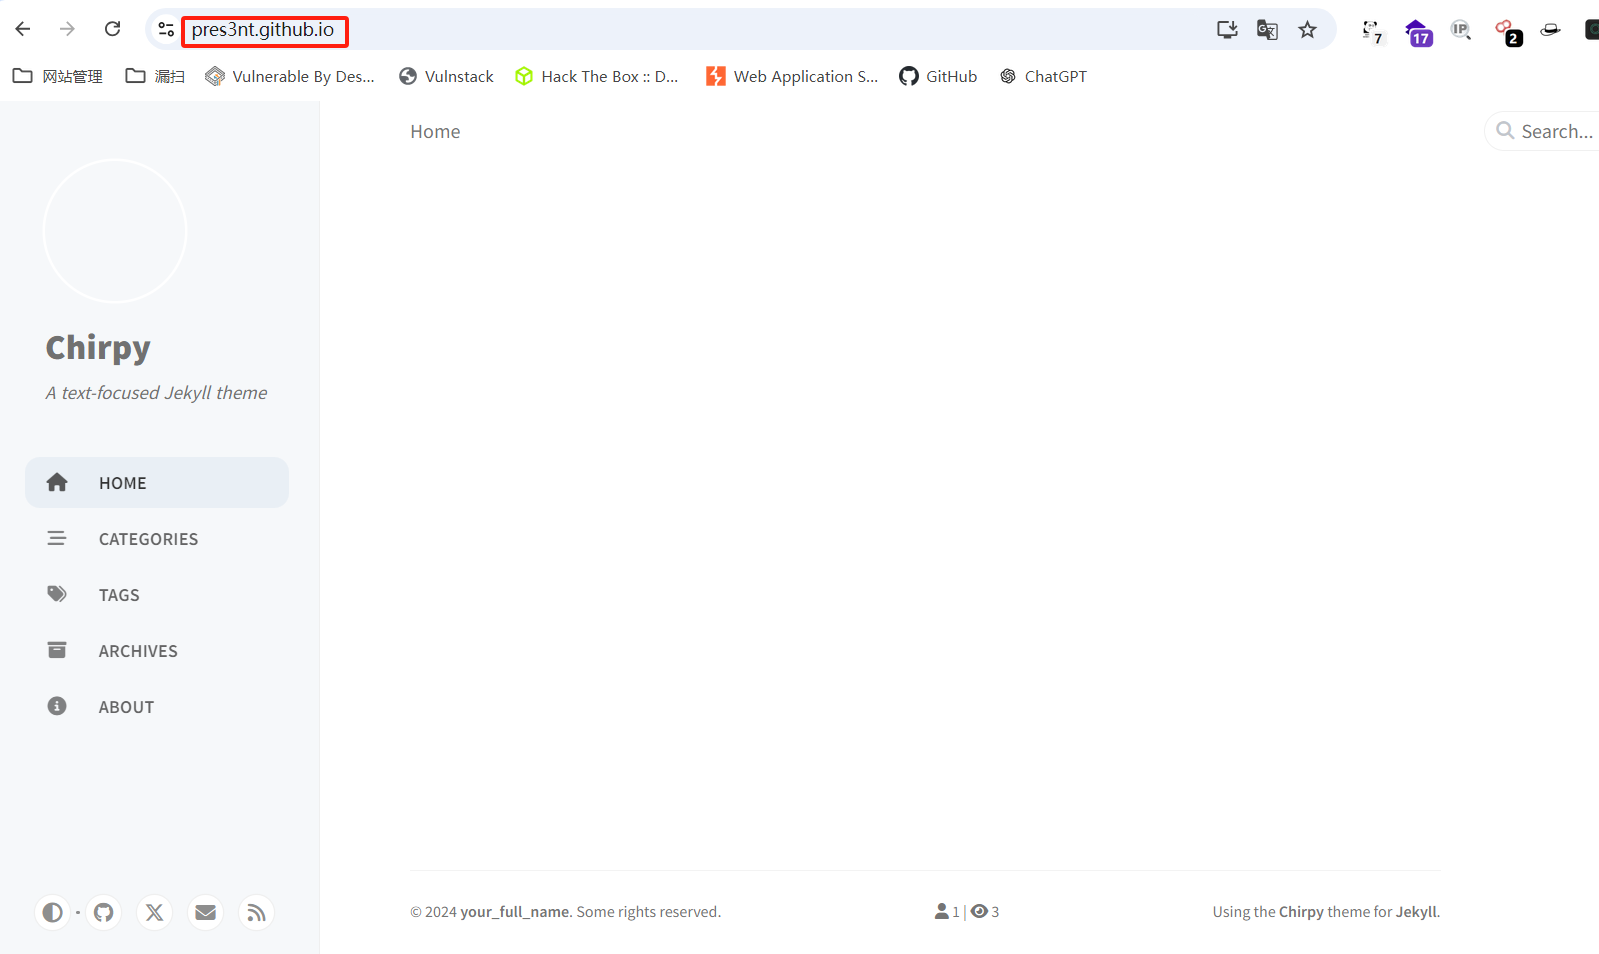 pres3nt.github.io
7
17
IP
2
网站管理 漏扫 Vulnerable By Des... Vulnstack Hack The Box :: D... Web Application S... GitHub ChatGPT
Home
Search...
Chirpy
A text-focused Jekyll theme
HOME
CATEGORIES
TAGS
ARCHIVES
ABOUT
© 2024 your_full_name. Some rights reserved.
1 | 3
Using the Chirpy theme for Jekyll.